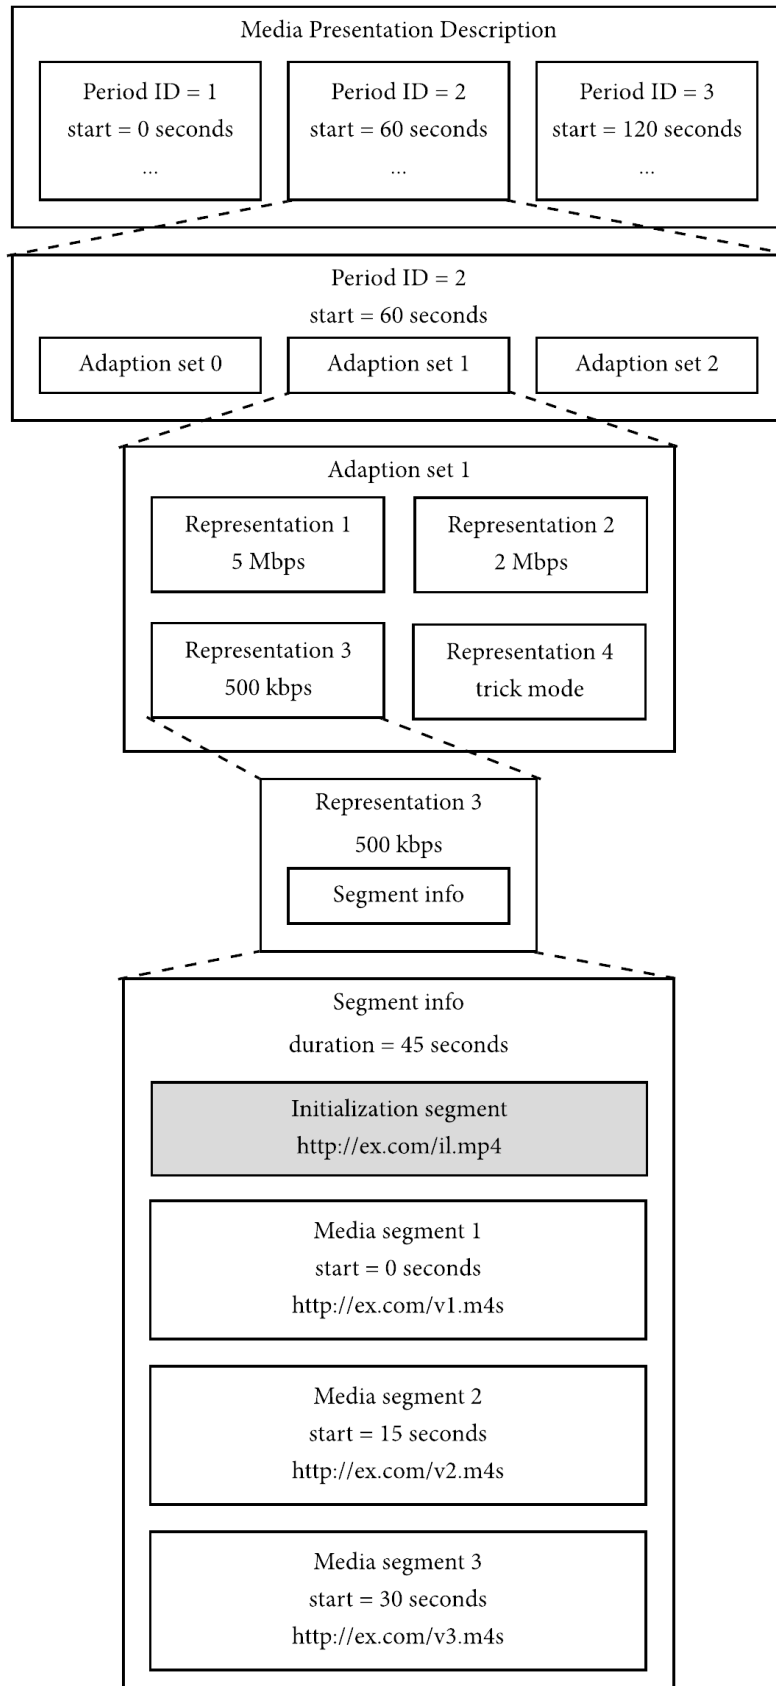 Media Presentation Description
Period ID = 1
start = 0 seconds
...
Period ID = 2
start = 60 seconds
...
Period ID = 3
start = 120 seconds
...
Period ID = 2
start = 60 seconds
Adaption set 0
Adaption set 1
Adaption set 2
Adaption set 1
Representation 1
5 Mbps
Representation 2
2 Mbps
Representation 3
500 kbps
Representation 4
trick mode
Representation 3
500 kbps
Segment info
Segment info
duration = 45 seconds
Initialization segment
http://ex.com/il.mp4
Media segment 1
start = 0 seconds
http://ex.com/v1.m4s
Media segment 2
start = 15 seconds
http://ex.com/v2.m4s
Media segment 3
start = 30 seconds
http://ex.com/v3.m4s